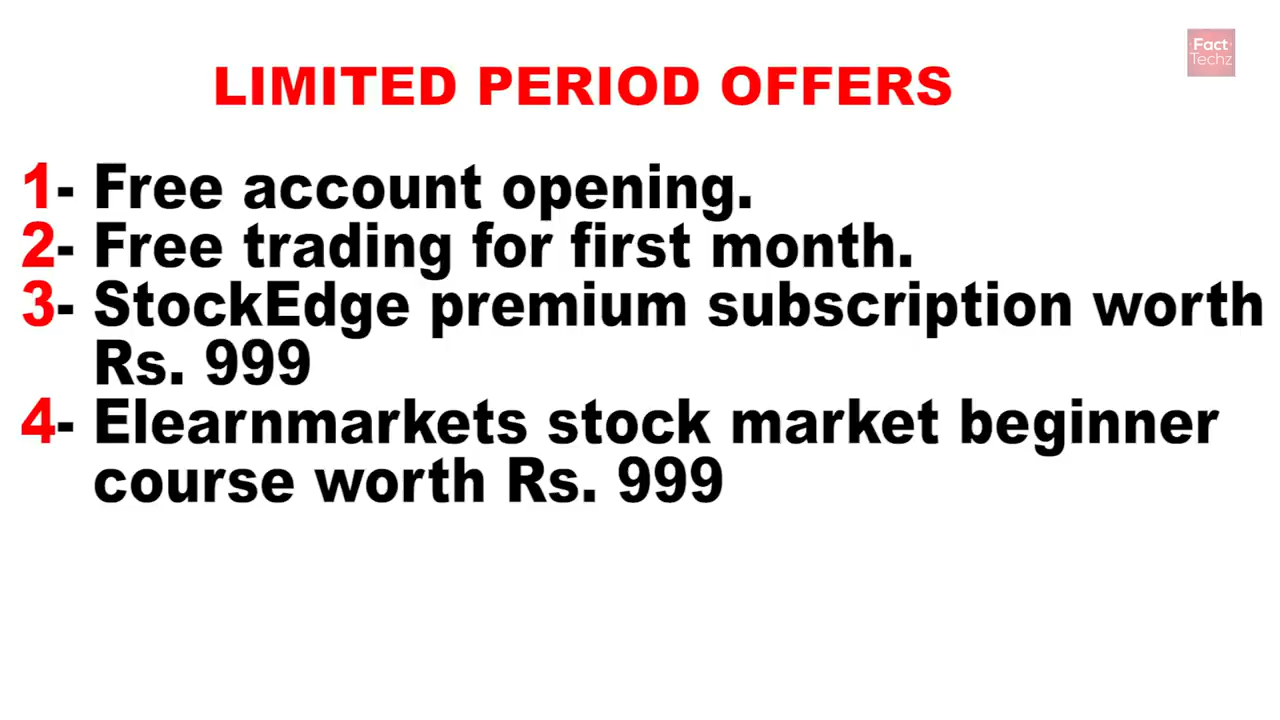 Fact
Techz
LIMITED PERIOD OFFERS
1- Free account opening.
2- Free trading for first month.
3- StockEdge premium subscription worth
Rs. 999
4- Elearnmarkets stock market beginner
course worth Rs. 999